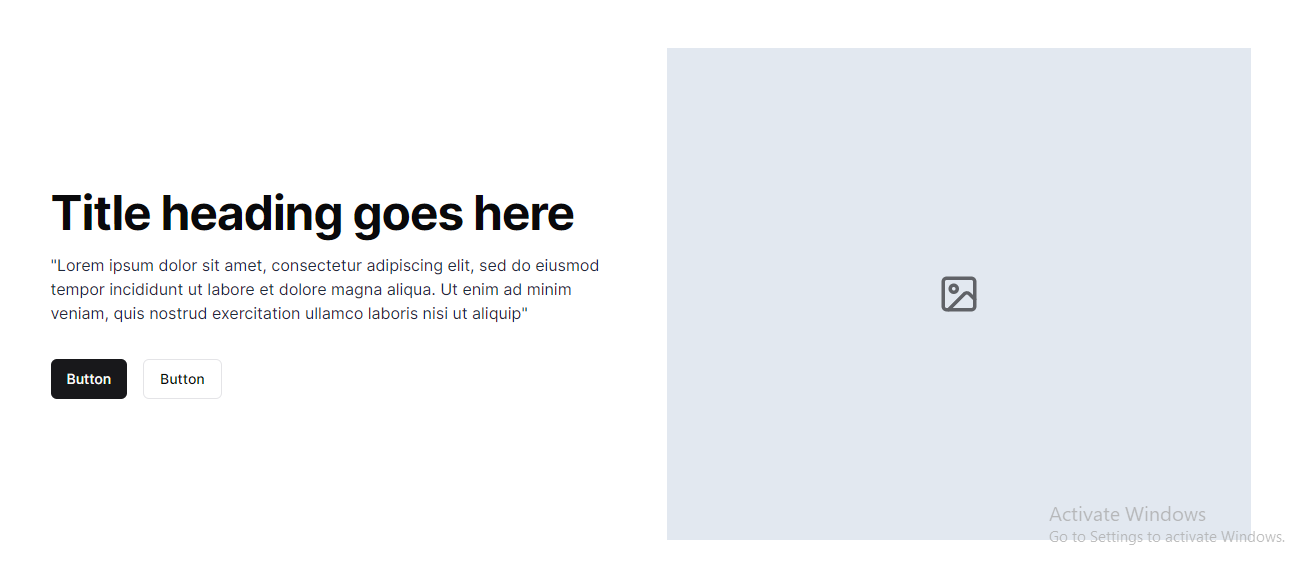 Title heading goes here
"Lorem ipsum dolor sit amet, consectetur adipiscing elit, sed do eiusmod
tempor incididunt ut labore et dolore magna aliqua. Ut enim ad minim
veniam, quis nostrud exercitation ullamco laboris nisi ut aliquip"
Button Button
Activate Windows
Go to Settings to activate Windows.